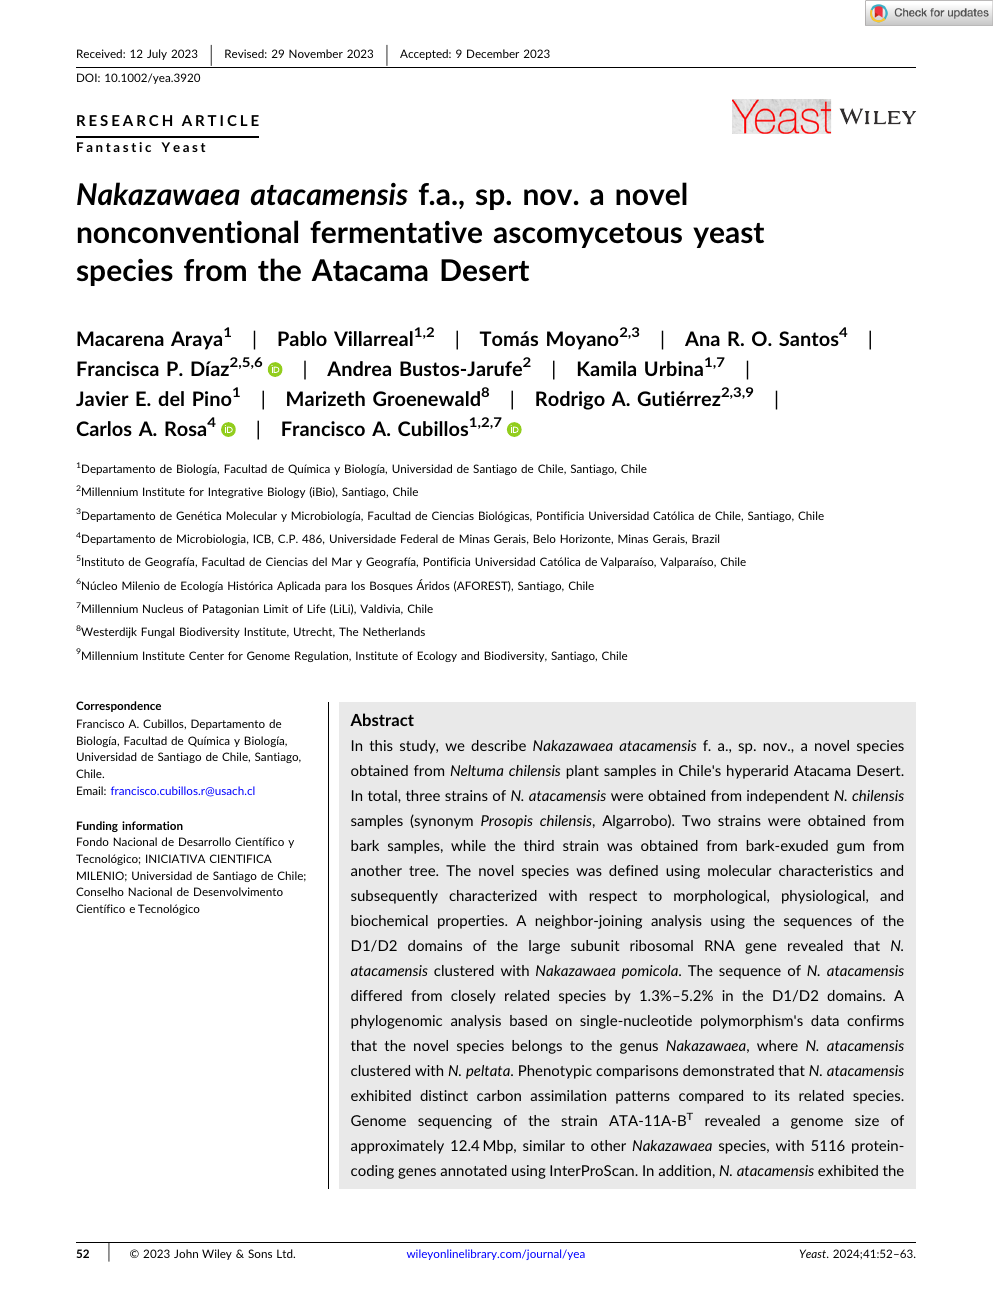 Check for updates
Received: 12 July 2023 | Revised: 29 November 2023 | Accepted: 9 December 2023
DOI: 10.1002/yea.3920
RESEARCH ARTICLE
Fantastic Yeast
Yeast WILEY
Nakazawaea atacamensis f.a., sp. nov. a novel
nonconventional fermentative ascomycetous yeast
species from the Atacama Desert
Macarena Araya1 | Pablo Villarreal1,2 | Tomás Moyano2,3 | Ana R. O. Santos4 |
Francisca P. Díaz2,5,6 iD | Andrea Bustos-Jarufe2 | Kamila Urbina1,7 |
Javier E. del Pino1 | Marizeth Groenewald8 | Rodrigo A. Gutiérrez2,3,9 |
Carlos A. Rosa4 iD | Francisco A. Cubillos1,2,7 iD
1Departamento de Biología, Facultad de Química y Biología, Universidad de Santiago de Chile, Santiago, Chile
2Millennium Institute for Integrative Biology (iBio), Santiago, Chile
3Departamento de Genética Molecular y Microbiología, Facultad de Ciencias Biológicas, Pontificia Universidad Católica de Chile, Santiago, Chile
4Departamento de Microbiologia, ICB, C.P. 486, Universidade Federal de Minas Gerais, Belo Horizonte, Minas Gerais, Brazil
5Instituto de Geografía, Facultad de Ciencias del Mar y Geografía, Pontificia Universidad Católica de Valparaíso, Valparaíso, Chile
6Núcleo Milenio de Ecología Histórica Aplicada para los Bosques Áridos (AFOREST), Santiago, Chile
7Millennium Nucleus of Patagonian Limit of Life (LiLi), Valdivia, Chile
8Westerdijk Fungal Biodiversity Institute, Utrecht, The Netherlands
9Millennium Institute Center for Genome Regulation, Institute of Ecology and Biodiversity, Santiago, Chile
Correspondence
Francisco A. Cubillos, Departamento de
Biología, Facultad de Química y Biología,
Universidad de Santiago de Chile, Santiago,
Chile.
Email: francisco.cubillos.r@usach.cl
Funding information
Fondo Nacional de Desarrollo Científico y
Tecnológico; INICIATIVA CIENTIFICA
MILENIO; Universidad de Santiago de Chile;
Conselho Nacional de Desenvolvimento
Científico e Tecnológico
Abstract
In this study, we describe Nakazawaea atacamensis f. a., sp. nov., a novel species
obtained from Neltuma chilensis plant samples in Chile's hyperarid Atacama Desert.
In total, three strains of N. atacamensis were obtained from independent N. chilensis
samples (synonym Prosopis chilensis, Algarrobo). Two strains were obtained from
bark samples, while the third strain was obtained from bark-exuded gum from
another tree. The novel species was defined using molecular characteristics and
subsequently characterized with respect to morphological, physiological, and
biochemical properties. A neighbor-joining analysis using the sequences of the
D1/D2 domains of the large subunit ribosomal RNA gene revealed that N.
atacamensis clustered with Nakazawaea pomicola. The sequence of N. atacamensis
differed from closely related species by 1.3%–5.2% in the D1/D2 domains. A
phylogenomic analysis based on single-nucleotide polymorphism's data confirms
that the novel species belongs to the genus Nakazawaea, where N. atacamensis
clustered with N. peltata. Phenotypic comparisons demonstrated that N. atacamensis
exhibited distinct carbon assimilation patterns compared to its related species.
Genome sequencing of the strain ATA-11A-BT revealed a genome size of
approximately 12.4 Mbp, similar to other Nakazawaea species, with 5116 protein-
coding genes annotated using InterProScan. In addition, N. atacamensis exhibited the
52 | © 2023 John Wiley & Sons Ltd. wileyonlinelibrary.com/journal/yea Yeast. 2024;41:52–63.